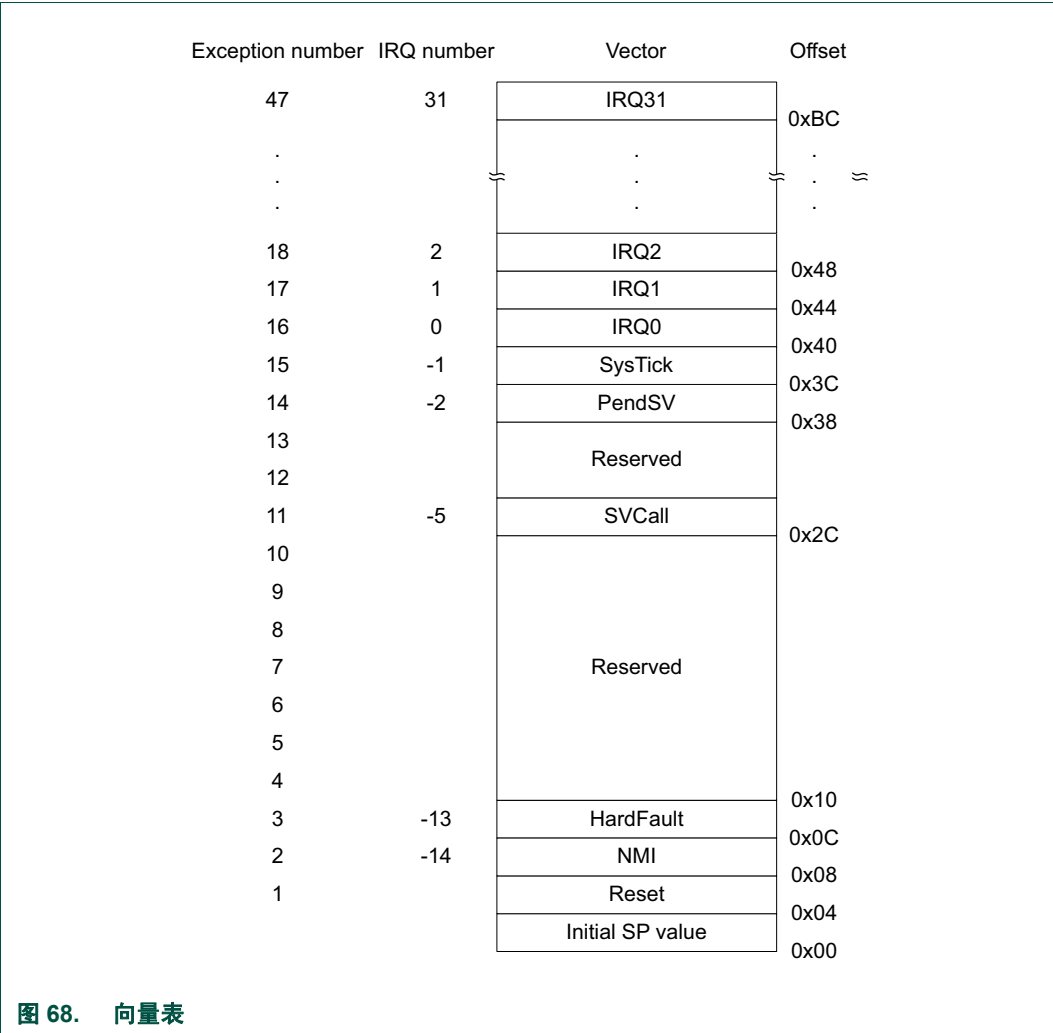 Exception number IRQ number Vector Offset
47 31 IRQ31
0xBC
. . .
. . .
. . .
18 2 IRQ2
0x48
17 1 IRQ1
0x44
16 0 IRQ0
0x40
15 -1 SysTick
0x3C
14 -2 PendSV
0x38
13
Reserved
12
11 -5 SVCall
0x2C
10
9
8
7 Reserved
6
5
4
0x10
3 -13 HardFault
0x0C
2 -14 NMI
0x08
1 Reset
0x04
Initial SP value
0x00
图 68. 向量表